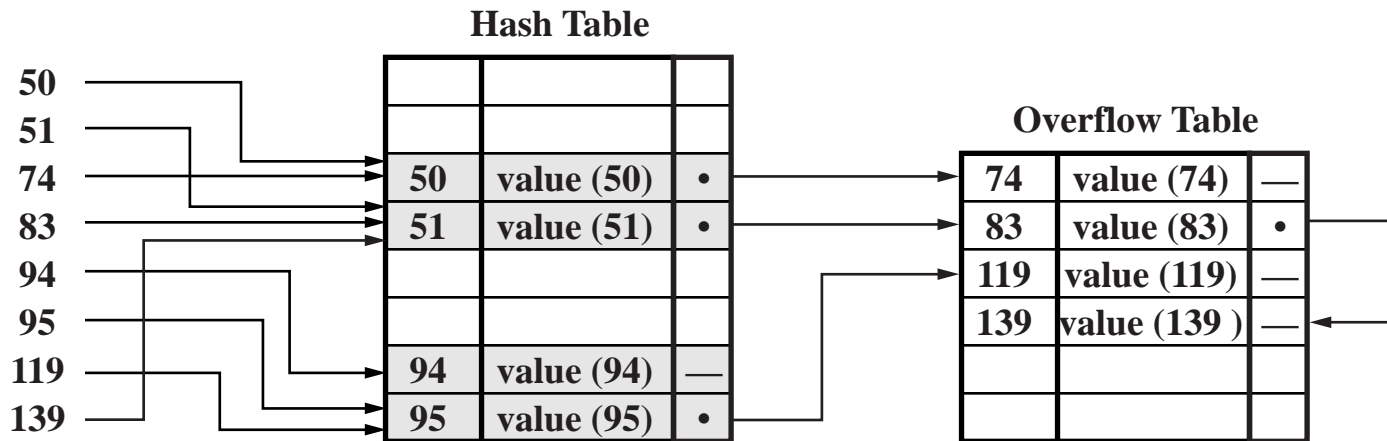 Hash Table
50
51
74
83
94
95
119
139
50 value (50) •
51 value (51) •
94 value (94) —
95 value (95) •
Overflow Table
74 value (74) —
83 value (83) •
119 value (119) —
139 value (139 ) —